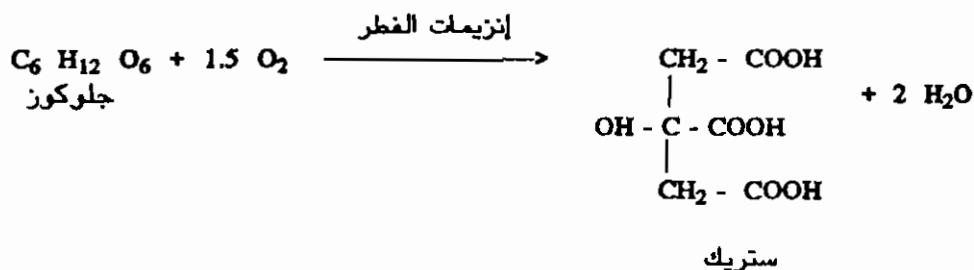 إنزيمات الفطر
C₆ H₁₂ O₆ + 1.5 O₂ ⟶ CH₂ - COOH
جلوكوز
OH - C - COOH + 2 H₂O
CH₂ - COOH
ستريك